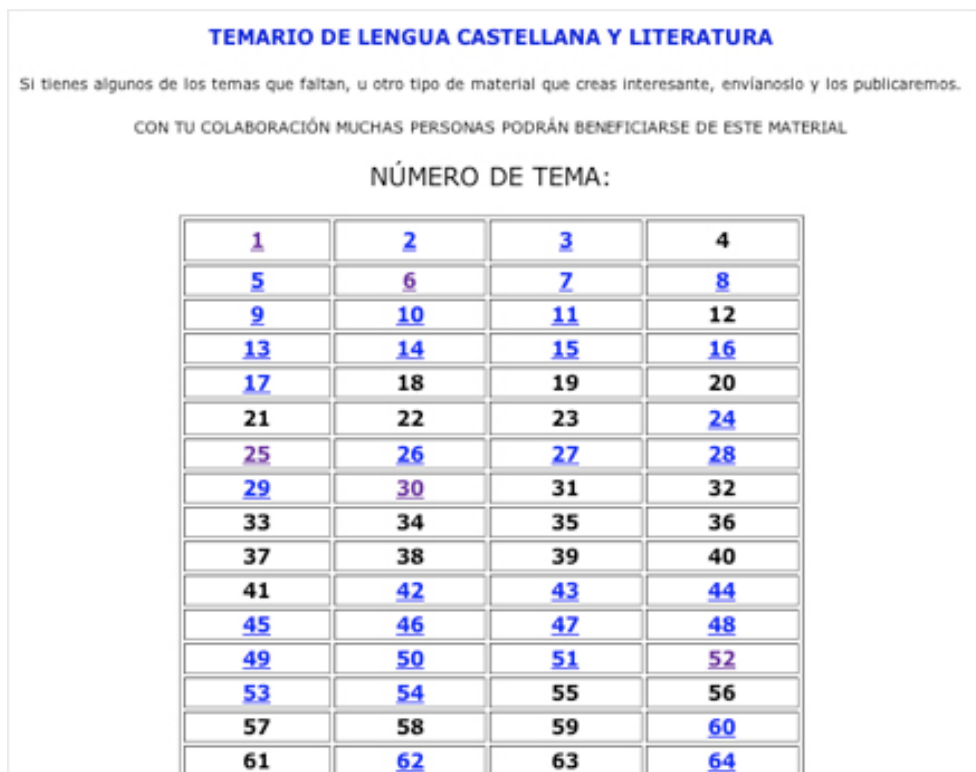 TEMARIO DE LENGUA CASTELLANA Y LITERATURA
Si tienes algunos de los temas que faltan, u otro tipo de material que creas interesante, envíanoslo y los publicaremos.
CON TU COLABORACIÓN MUCHAS PERSONAS PODRÁN BENEFICIARSE DE ESTE MATERIAL
NÚMERO DE TEMA:
1 2 3 4
5 6 7 8
9 10 11 12
13 14 15 16
17 18 19 20
21 22 23 24
25 26 27 28
29 30 31 32
33 34 35 36
37 38 39 40
41 42 43 44
45 46 47 48
49 50 51 52
53 54 55 56
57 58 59 60
61 62 63 64